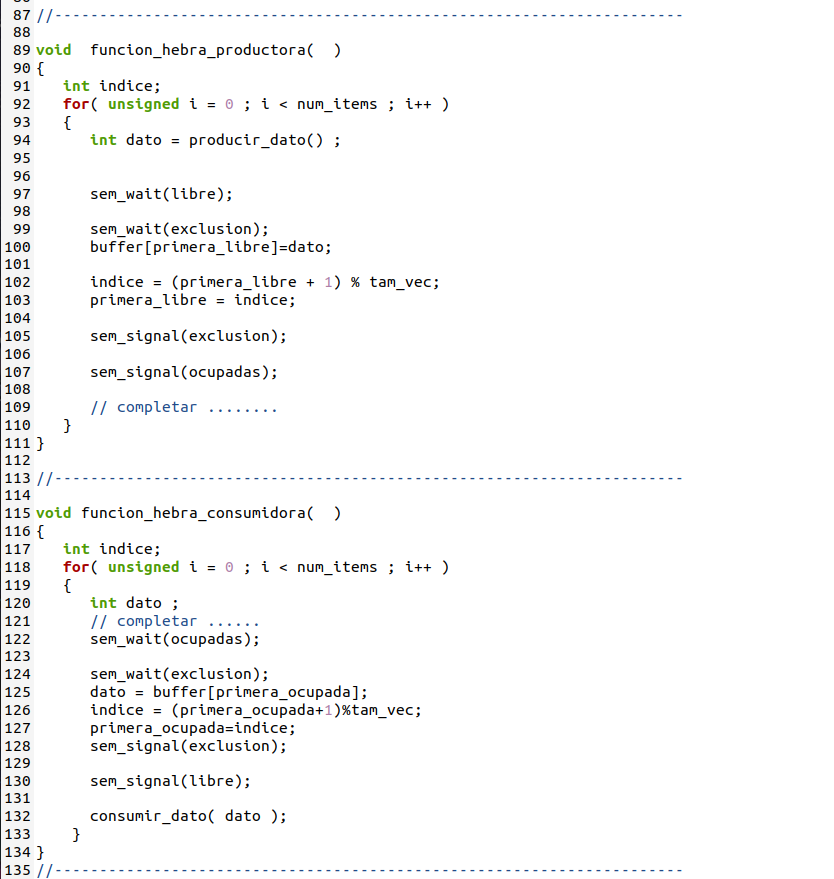 87 //----------------------------------------------------------------------
88
89 void  funcion_hebra_productora(  )
90 {
91    int indice;
92    for( unsigned i = 0 ; i < num_items ; i++ )
93    {
94       int dato = producir_dato() ;
95
96
97       sem_wait(libre);
98
99       sem_wait(exclusion);
100       buffer[primera_libre]=dato;
101
102       indice = (primera_libre + 1) % tam_vec;
103       primera_libre = indice;
104
105       sem_signal(exclusion);
106
107       sem_signal(ocupadas);
108
109       // completar ........
110    }
111 }
112
113 //----------------------------------------------------------------------
114
115 void funcion_hebra_consumidora(  )
116 {
117    int indice;
118    for( unsigned i = 0 ; i < num_items ; i++ )
119    {
120       int dato ;
121       // completar ......
122       sem_wait(ocupadas);
123
124       sem_wait(exclusion);
125       dato = buffer[primera_ocupada];
126       indice = (primera_ocupada+1)%tam_vec;
127       primera_ocupada=indice;
128       sem_signal(exclusion);
129
130       sem_signal(libre);
131
132       consumir_dato( dato );
133     }
134 }
135 //----------------------------------------------------------------------